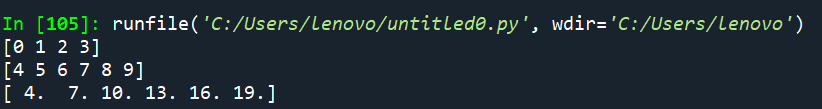 In [105]: runfile('C:/Users/lenovo/untitled0.py', wdir='C:/Users/lenovo')
[0 1 2 3]
[4 5 6 7 8 9]
[ 4.  7. 10. 13. 16. 19.]